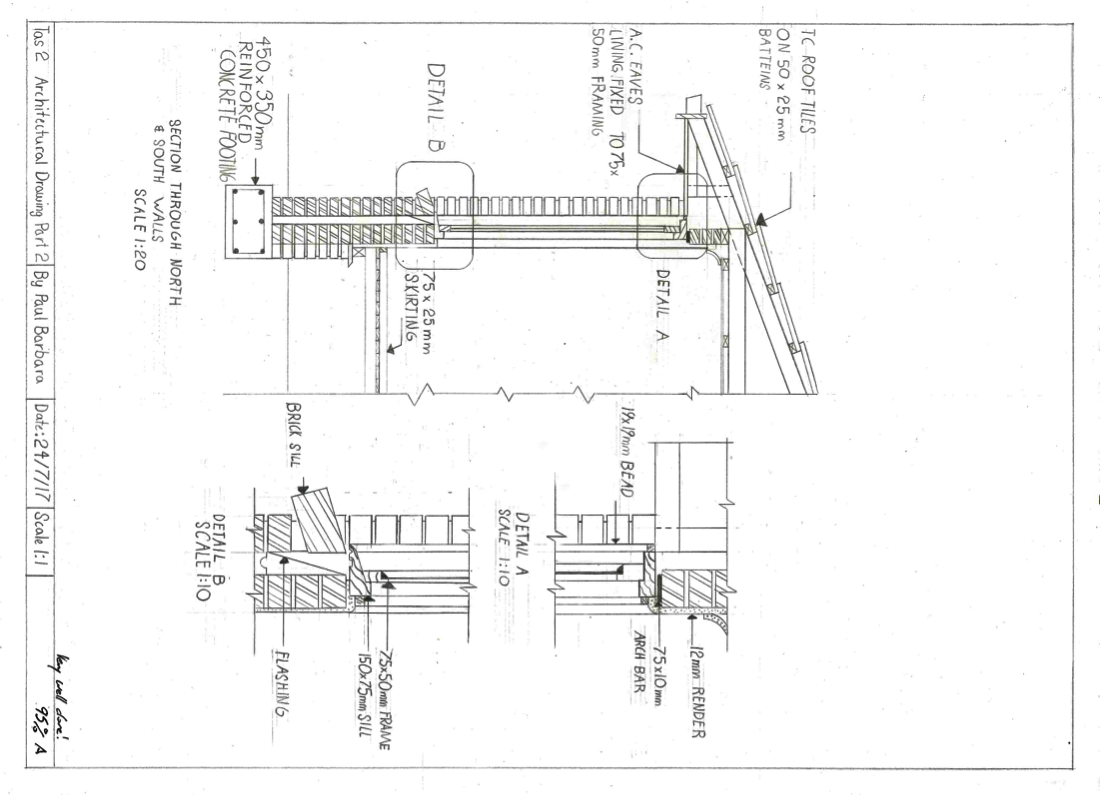 TC ROOF TILES
ON 50 x 25 mm
BATTEINS
A.C. EAVES
LINING FIXED TO 75x
50mm FRAMING
DETAIL B
450 x 350mm
REINFORCED
CONCRETE FOOTING
DETAIL A
75 x 25 mm
SKIRTING
SECTION THROUGH NORTH
& SOUTH WALLS
SCALE 1:20
19x19mm BEAD
BRICK SILL
DETAIL A
SCALE 1:10
DETAIL B
SCALE 1:10
12mm RENDER
75x10mm
ARCH BAR
75x50mm FRAME
150x75mm SILL
FLASHING
Tas 2 Architectural Drawing Part 2
By Paul Barbara
Date: 24/7/17
Scale 1:1
well done!
95% A